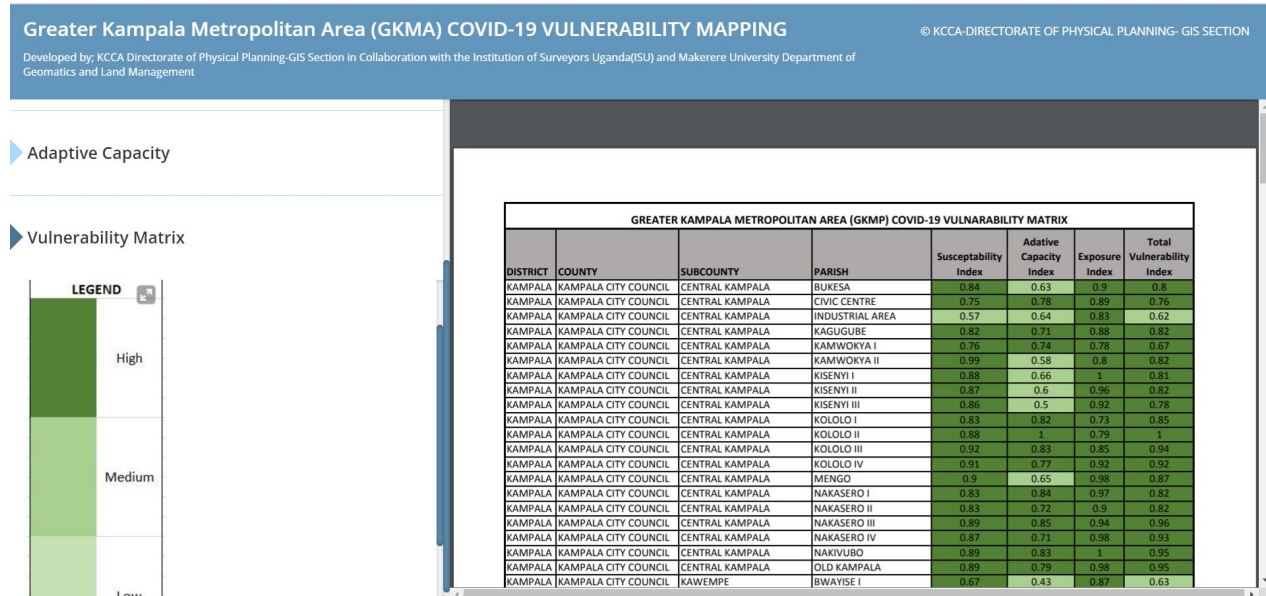 Greater Kampala Metropolitan Area (GKMA) COVID-19 VULNERABILITY MAPPING
© KCCA-DIRECTORATE OF PHYSICAL PLANNING- GIS SECTION
Developed by; KCCA Directorate of Physical Planning-GIS Section in Collaboration with the Institution of Surveyors Uganda(ISU) and Makerere University Department of
Geomatics and Land Management
Adaptive Capacity
Vulnerability Matrix
LEGEND
High
Medium
Low
GREATER KAMPALA METROPOLITAN AREA (GKMP) COVID-19 VULNARABILITY MATRIX
DISTRICT COUNTY SUBCOUNTY PARISH Susceptability Index Adative Capacity Index Exposure Index Total Vulnerability Index
KAMPALA KAMPALA CITY COUNCIL CENTRAL KAMPALA BUKESA 0.84 0.63 0.9 0.8
KAMPALA KAMPALA CITY COUNCIL CENTRAL KAMPALA CIVIC CENTRE 0.75 0.78 0.89 0.76
KAMPALA KAMPALA CITY COUNCIL CENTRAL KAMPALA INDUSTRIAL AREA 0.57 0.64 0.83 0.62
KAMPALA KAMPALA CITY COUNCIL CENTRAL KAMPALA KAGUGUBE 0.82 0.71 0.88 0.82
KAMPALA KAMPALA CITY COUNCIL CENTRAL KAMPALA KAMWOKYA I 0.76 0.74 0.78 0.67
KAMPALA KAMPALA CITY COUNCIL CENTRAL KAMPALA KAMWOKYA II 0.99 0.58 0.8 0.82
KAMPALA KAMPALA CITY COUNCIL CENTRAL KAMPALA KISENYI I 0.88 0.66 1 0.81
KAMPALA KAMPALA CITY COUNCIL CENTRAL KAMPALA KISENYI II 0.87 0.6 0.96 0.82
KAMPALA KAMPALA CITY COUNCIL CENTRAL KAMPALA KISENYI III 0.86 0.5 0.92 0.78
KAMPALA KAMPALA CITY COUNCIL CENTRAL KAMPALA KOLOLO I 0.83 0.82 0.73 0.85
KAMPALA KAMPALA CITY COUNCIL CENTRAL KAMPALA KOLOLO II 0.88 1 0.79 1
KAMPALA KAMPALA CITY COUNCIL CENTRAL KAMPALA KOLOLO III 0.92 0.83 0.85 0.94
KAMPALA KAMPALA CITY COUNCIL CENTRAL KAMPALA KOLOLO IV 0.91 0.77 0.92 0.92
KAMPALA KAMPALA CITY COUNCIL CENTRAL KAMPALA MENGO 0.9 0.65 0.98 0.87
KAMPALA KAMPALA CITY COUNCIL CENTRAL KAMPALA NAKASERO I 0.83 0.84 0.97 0.82
KAMPALA KAMPALA CITY COUNCIL CENTRAL KAMPALA NAKASERO II 0.83 0.72 0.9 0.82
KAMPALA KAMPALA CITY COUNCIL CENTRAL KAMPALA NAKASERO III 0.89 0.85 0.94 0.96
KAMPALA KAMPALA CITY COUNCIL CENTRAL KAMPALA NAKASERO IV 0.87 0.71 0.98 0.93
KAMPALA KAMPALA CITY COUNCIL CENTRAL KAMPALA NAKIVUBO 0.89 0.83 1 0.95
KAMPALA KAMPALA CITY COUNCIL CENTRAL KAMPALA OLD KAMPALA 0.89 0.79 0.98 0.95
KAMPALA KAMPALA CITY COUNCIL KAWEMPE BWAYISE I 0.67 0.43 0.87 0.63